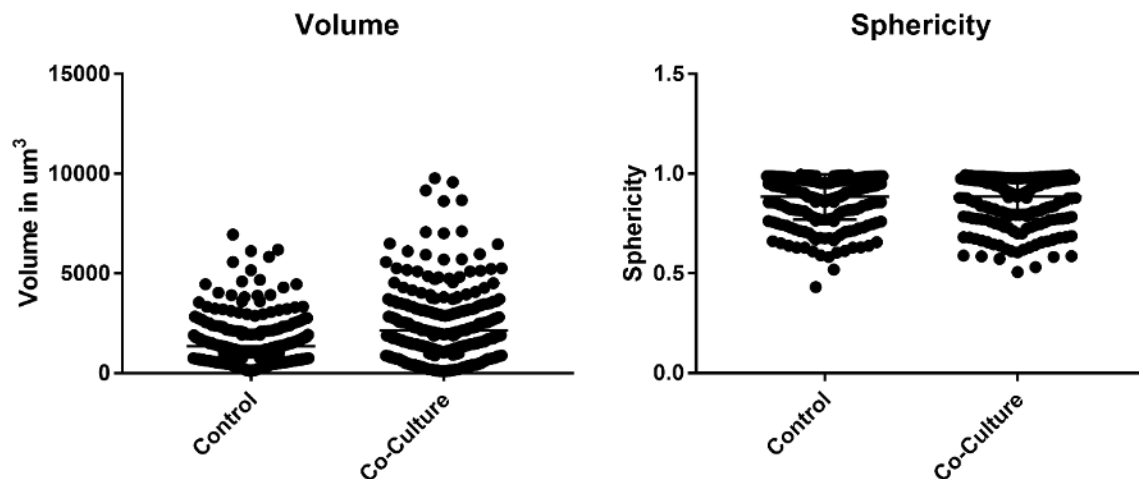 Volume
Volume in um³
15000
10000
5000
0
Control
Co-Culture
Sphericity
Sphericity
1.5
1.0
0.5
0.0
Control
Co-Culture